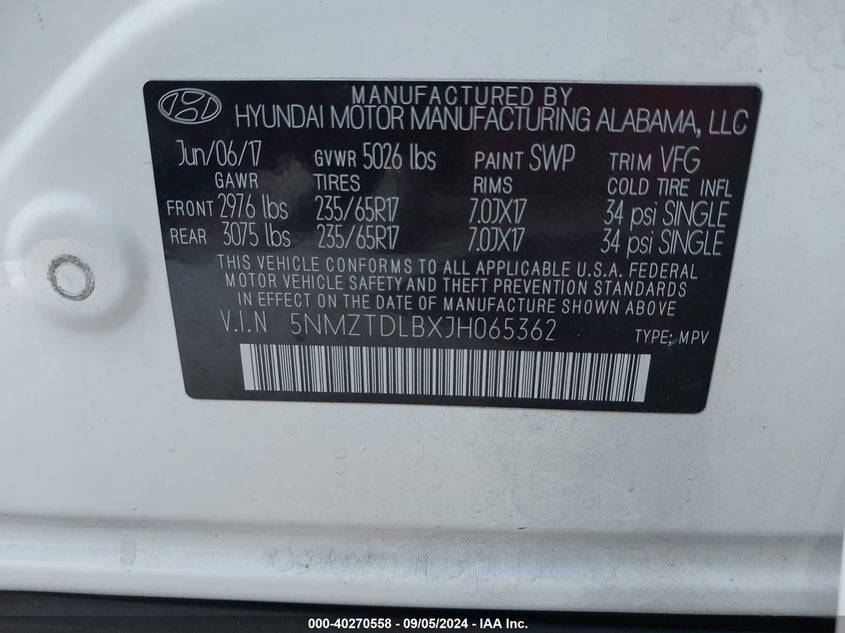 MANUFACTURED BY
HYUNDAI MOTOR MANUFACTURING ALABAMA, LLC
Jun/06/17 GVWR 5026 lbs PAINT SWP TRIM VFG
GAWR TIRES RIMS COLD TIRE INFL
FRONT 2976 lbs 235/65R17 7.0JX17 34 psi SINGLE
REAR 3075 lbs 235/65R17 7.0JX17 34 psi SINGLE
THIS VEHICLE CONFORMS TO ALL APPLICABLE U.S.A. FEDERAL
MOTOR VEHICLE SAFETY AND THEFT PREVENTION STANDARDS
IN EFFECT ON THE DATE OF MANUFACTURE SHOWN ABOVE
V.I.N 5NMZTDLBXJH065362 TYPE: MPV
000-40270558 - 09/05/2024 - IAA Inc.